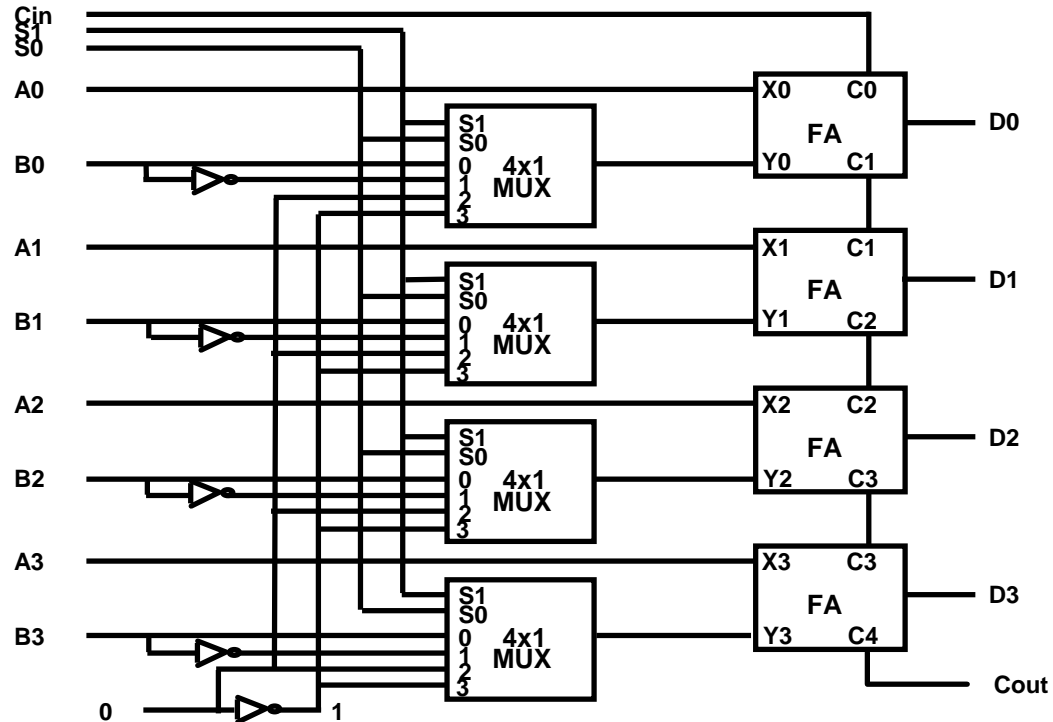 Cin
S1
S0
A0
X0 C0
S1
S0
FA
D0
B0
0
1
2
3
4x1
MUX
Y0 C1
A1
X1 C1
S1
S0
FA
D1
B1
0
1
2
3
4x1
MUX
Y1 C2
A2
X2 C2
S1
S0
FA
D2
B2
0
1
2
3
4x1
MUX
Y2 C3
A3
X3 C3
S1
S0
FA
D3
B3
0
1
2
3
4x1
MUX
Y3 C4
Cout
0 1